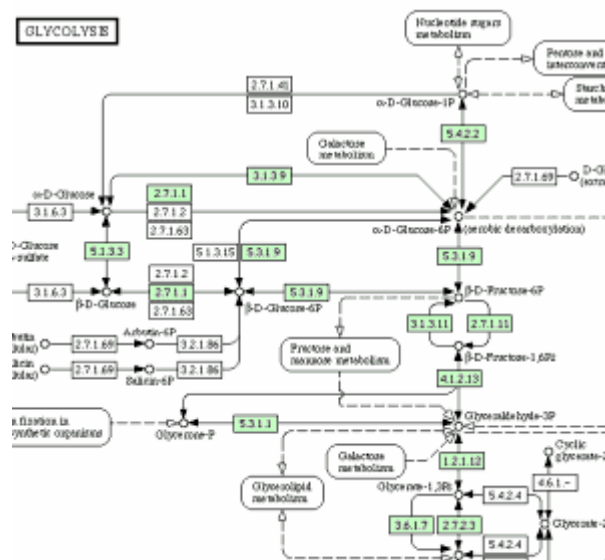 GLYCOLYSIS
Nucleotide sugars
metabolism
Pentose and
Starch
2.7.1.41
3.1.3.10
α-D-Glucose-1P
Galactose
metabolism
5.4.2.2
3.1.3.9
2.7.1.69
α-D-Glucose
3.1.6.3
2.7.1.1
2.7.1.2
2.7.1.63
α-D-Glucose-6P
(aerobic decarboxylation)
5.1.3.3
5.1.3.15
5.3.1.9
5.3.1.9
2.7.1.2
3.1.6.3
2.7.1.1
2.7.1.63
β-D-Glucose
β-D-Glucose-6P
5.3.1.9
β-D-Fructose-6P
3.1.3.11
2.7.1.11
Arbutin-6P
2.7.1.69
3.2.1.86
2.7.1.69
3.2.1.86
Salicin-6P
Fructose and
mannose metabolism
β-D-Fructose-1,6P2
4.1.2.13
Glycerone-P
5.3.1.1
Glyceraldehyde-3P
Galactose
metabolism
1.2.1.12
Glycerolipid
metabolism
Glycerate-1,3P2
Cyclic
4.6.1.-
5.4.2.4
3.6.1.7
2.7.2.3
5.4.2.4